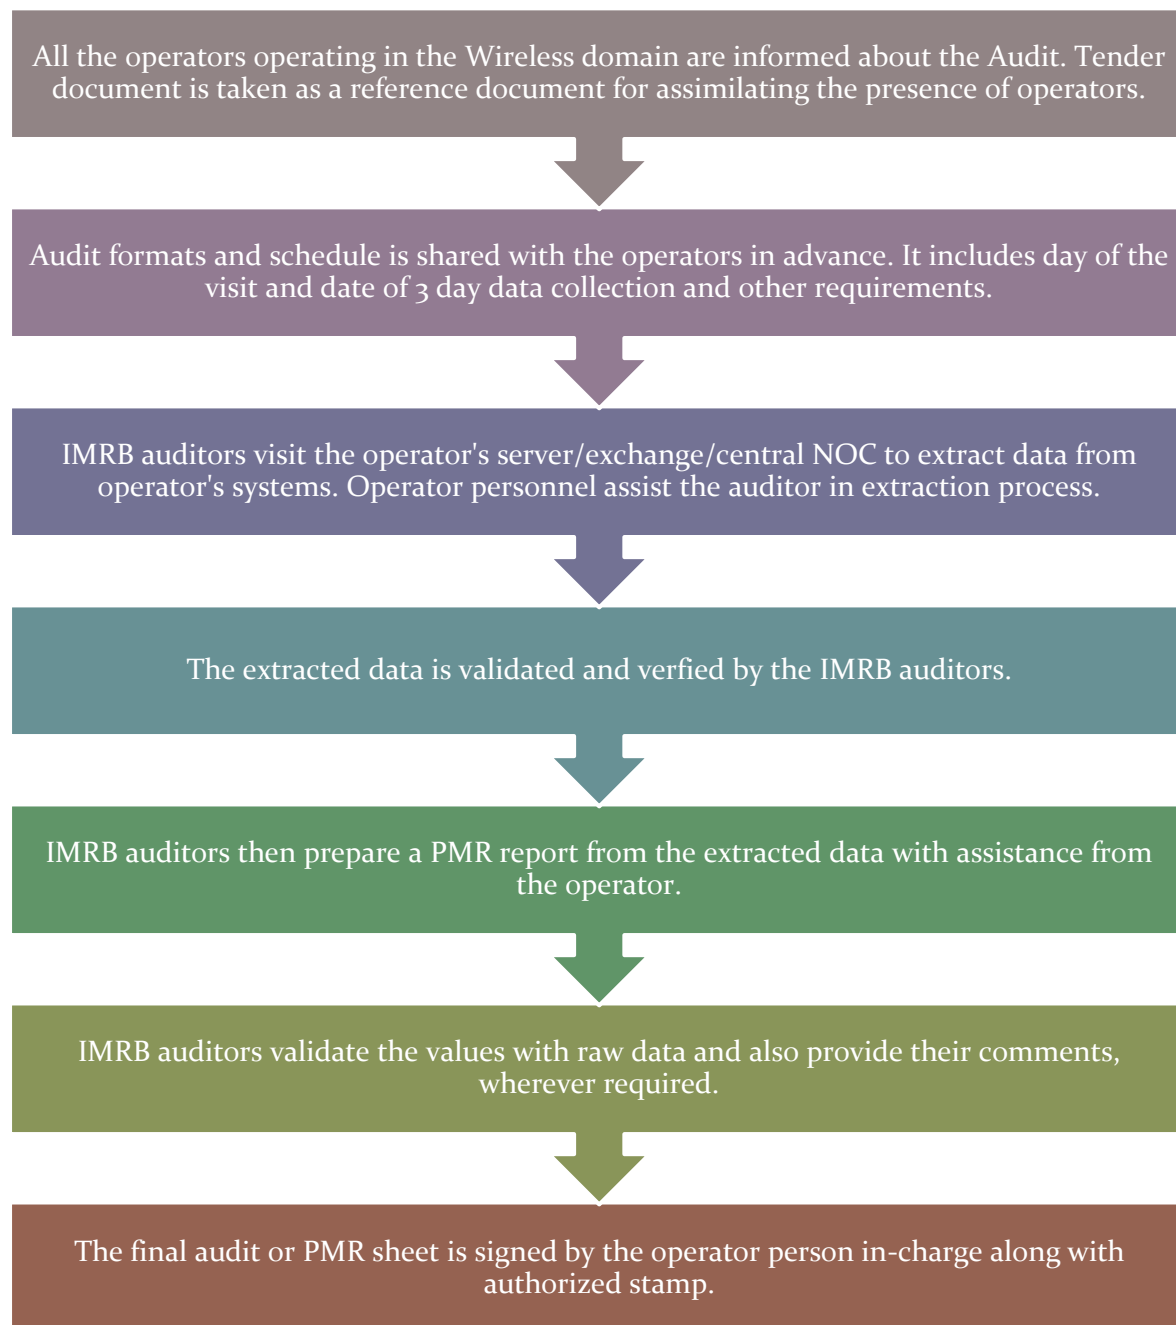 All the operators operating in the Wireless domain are informed about the Audit. Tender
document is taken as a reference document for assimilating the presence of operators.
Audit formats and schedule is shared with the operators in advance. It includes day of the
visit and date of 3 day data collection and other requirements.
IMRB auditors visit the operator's server/exchange/central NOC to extract data from
operator's systems. Operator personnel assist the auditor in extraction process.
The extracted data is validated and verfied by the IMRB auditors.
IMRB auditors then prepare a PMR report from the extracted data with assistance from
the operator.
IMRB auditors validate the values with raw data and also provide their comments,
wherever required.
The final audit or PMR sheet is signed by the operator person in-charge along with
authorized stamp.